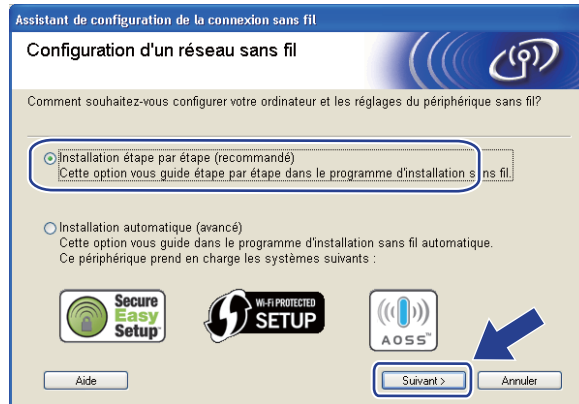 Assistant de configuration de la connexion sans fil
Configuration d'un réseau sans fil
Comment souhaitez-vous configurer votre ordinateur et les réglages du périphérique sans fil?
Installation étape par étape (recommandé)
Cette option vous guide étape par étape dans le programme d'installation sans fil.
Installation automatique (avancé)
Cette option vous guide dans le programme d'installation sans fil automatique.
Ce périphérique prend en charge les systèmes suivants :
Secure
Easy
Setup™
Wi-Fi PROTECTED
SETUP
AOSS™
Aide
Suivant >
Annuler